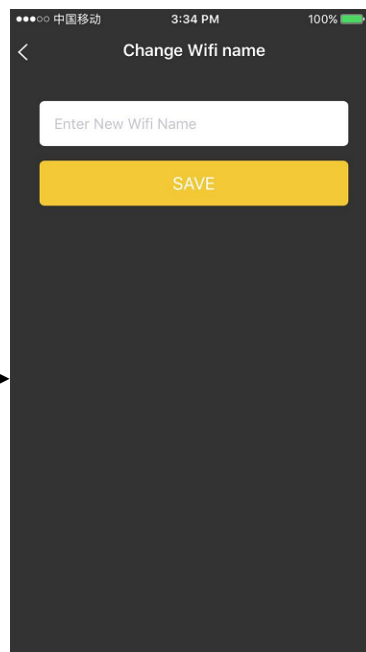 中国移动 3:34 PM 100%
Change Wifi name
Enter New Wifi Name
SAVE